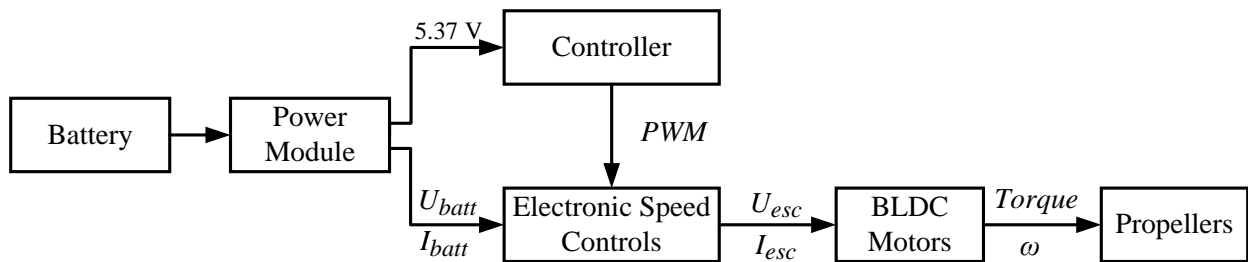 5.37 V
Controller
Battery
Power
Module
PWM
U_batt
I_batt
Electronic Speed
Controls
U_esc
I_esc
BLDC
Motors
Torque
ω
Propellers